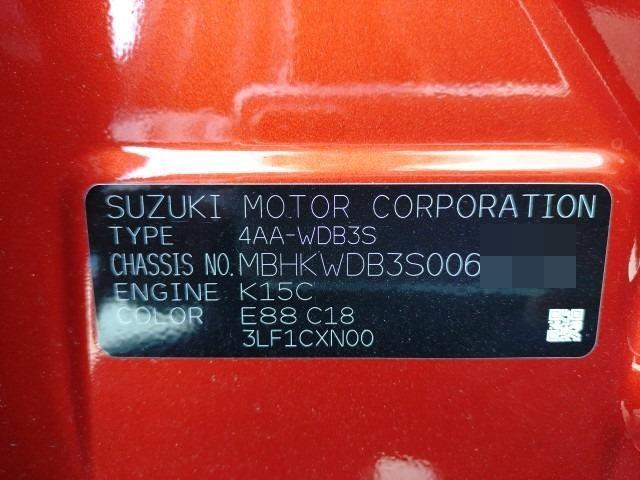 SUZUKI MOTOR CORPORATION
TYPE 4AA-WDB3S
CHASSIS NO. MBHKWDB3S006
ENGINE K15C
COLOR E88 C18
3LF1CXN00